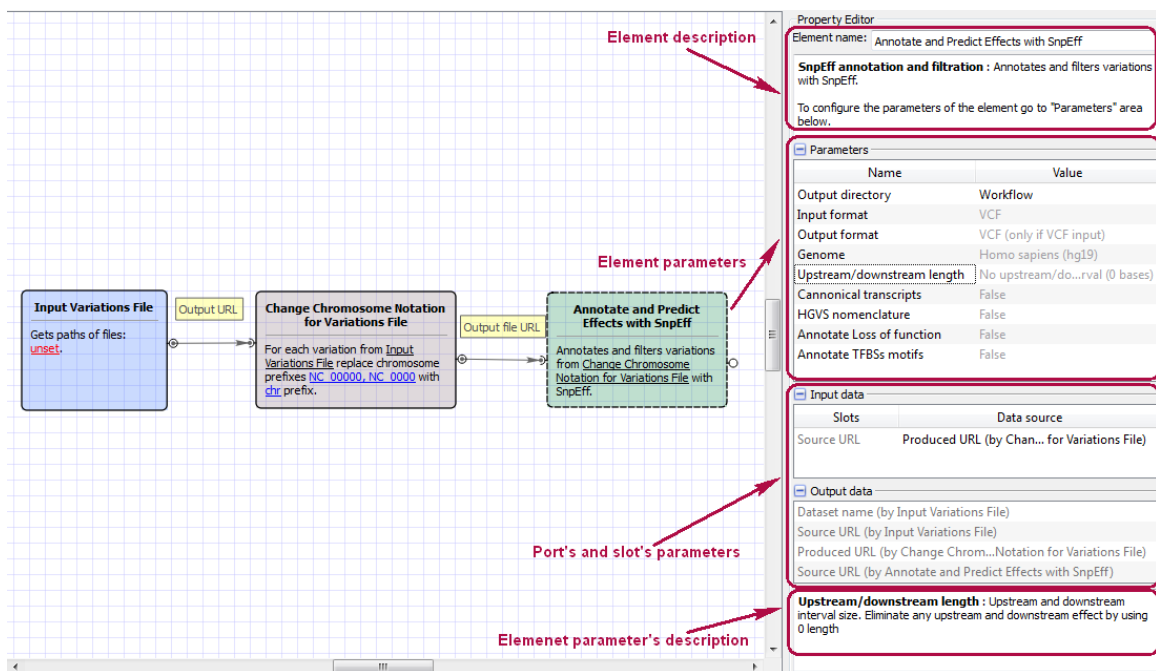 Element description
Element parameters
Port's and slot's parameters
Elemenet parameter's description
Input Variations File
Gets paths of files:
unset.
Output URL
Change Chromosome Notation
for Variations File
For each variation from Input
Variations File replace chromosome
prefixes NC_00000, NC_0000 with
chr prefix.
Output file URL
Annotate and Predict
Effects with SnpEff
Annotates and filters variations
from Change Chromosome
Notation for Variations File with
SnpEff.
Property Editor
Element name: Annotate and Predict Effects with SnpEff
SnpEff annotation and filtration : Annotates and filters variations
with SnpEff.
To configure the parameters of the element go to "Parameters" area
below.
Parameters
Name Value
Output directory Workflow
Input format VCF
Output format VCF (only if VCF input)
Genome Homo sapiens (hg19)
Upstream/downstream length No upstream/do...rval (0 bases)
Cannonical transcripts False
HGVS nomenclature False
Annotate Loss of function False
Annotate TFBSs motifs False
Input data
Slots Data source
Source URL Produced URL (by Chan... for Variations File)
Output data
Dataset name (by Input Variations File)
Source URL (by Input Variations File)
Produced URL (by Change Chrom...Notation for Variations File)
Source URL (by Annotate and Predict Effects with SnpEff)
Upstream/downstream length : Upstream and downstream
interval size. Eliminate any upstream and downstream effect by using
0 length